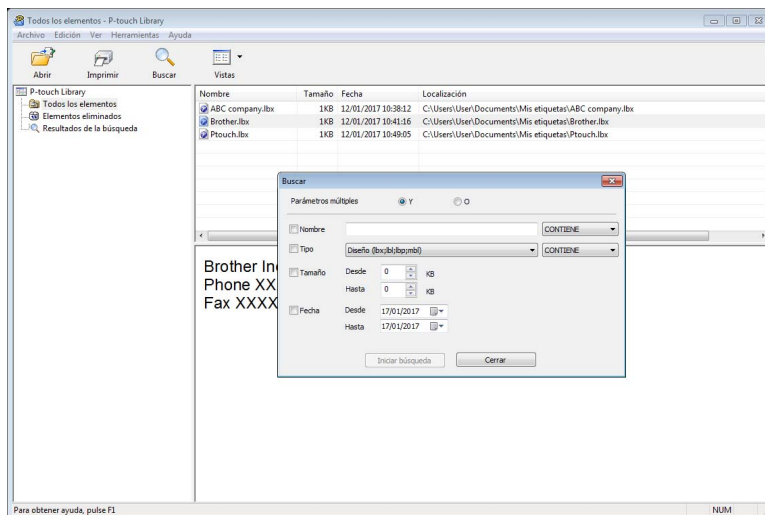 Todos los elementos - P-touch Library
Archivo Edición Ver Herramientas Ayuda
Abrir Imprimir Buscar Vistas
P-touch Library
Todos los elementos
Elementos eliminados
Resultados de la búsqueda
Nombre Tamaño Fecha Localización
ABC company.lbx 1KB 12/01/2017 10:38:12 C:\Users\User\Documents\Mis etiquetas\ABC company.lbx
Brother.lbx 1KB 12/01/2017 10:41:16 C:\Users\User\Documents\Mis etiquetas\Brother.lbx
Ptouch.lbx 1KB 12/01/2017 10:49:05 C:\Users\User\Documents\Mis etiquetas\Ptouch.lbx
Buscar
Parámetros múltiples Y O
Nombre CONTIENE
Tipo Diseño (lbx;lbl;lbp;mbl) CONTIENE
Tamaño Desde 0 KB
Hasta 0 KB
Fecha Desde 17/01/2017
Hasta 17/01/2017
Iniciar búsqueda Cerrar
Brother In
Phone XX
Fax XXXX
Para obtener ayuda, pulse F1 NUM